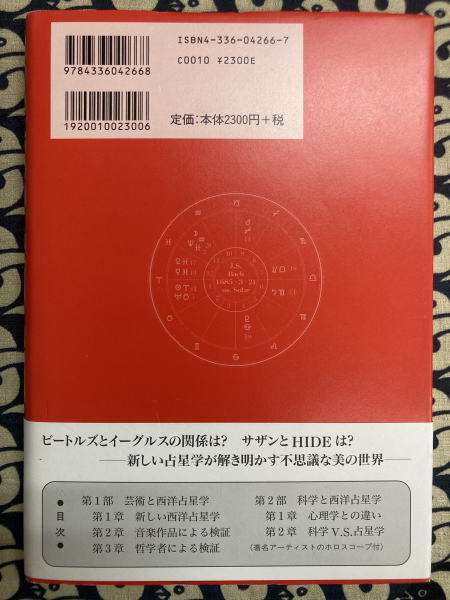 ISBN4-336-04266-7
C0010 ¥2300E
9784336042668
1920010023006
定価:本体2300円+税
J.S.
Bach
1685・3・21
ビートルズとイーグルスの関係は? サザンとHIDEは?
――新しい占星学が解き明かす不思議な美の世界――
●目次●
第1部 芸術と西洋占星学
第1章 新しい西洋占星学
第2章 音楽作品による検証
第3章 哲学者による検証
第2部 科学と西洋占星学
第1章 心理学との違い
第2章 科学V.S.占星学
(著名アーティストのホロスコープ付)